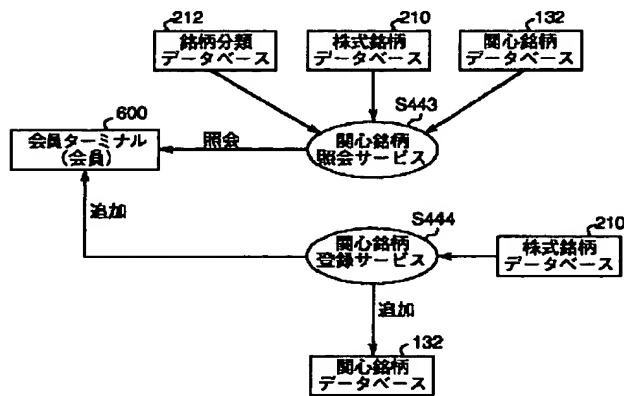 212
銘柄分類
データベース
210
株式銘柄
データベース
132
関心銘柄
データベース
600
会員ターミナル
(会員)
照会
S443
関心銘柄
照会サービス
追加
S444
関心銘柄
登録サービス
210
株式銘柄
データベース
追加
132
関心銘柄
データベース